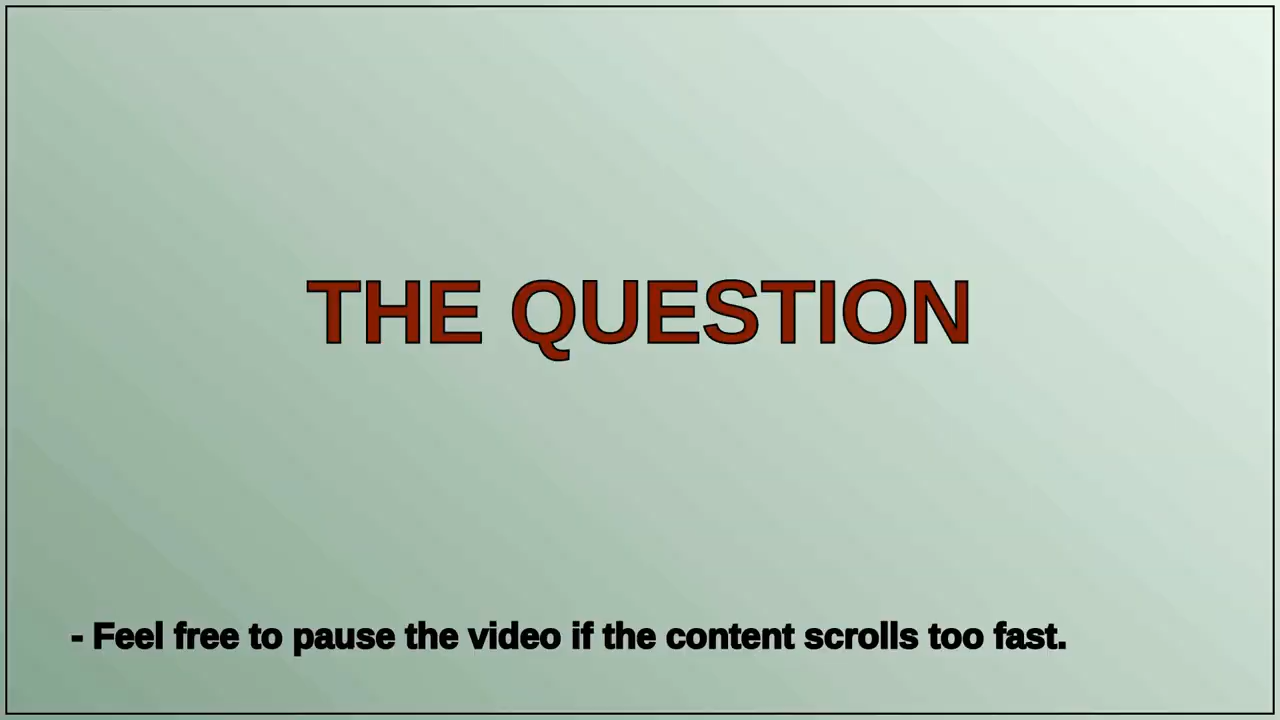 THE QUESTION
- Feel free to pause the video if the content scrolls too fast.